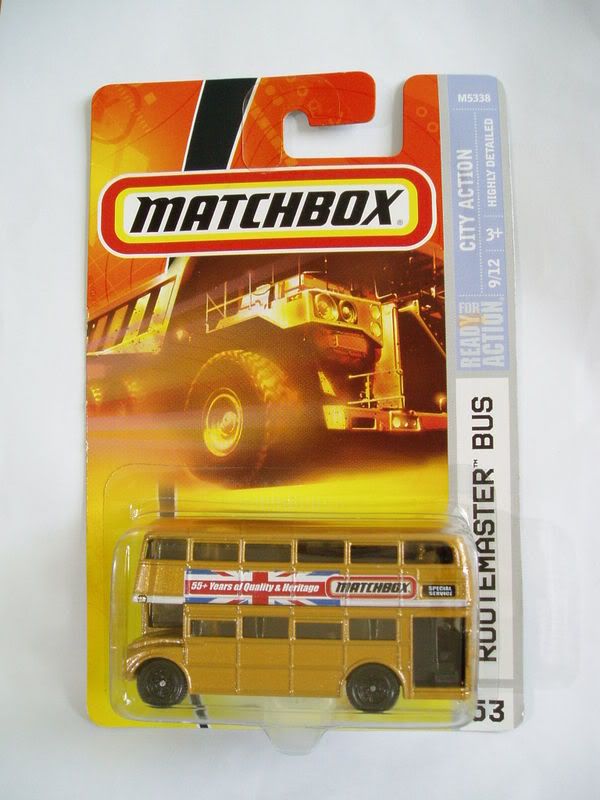 MATCHBOX®
M5338
CITY ACTION
HIGHLY DETAILED
9/12
3+
READY FOR ACTION
ROUTEMASTER™ BUS
53
55+ Years of Quality & Heritage
MATCHBOX
SPECIAL
SERVICE